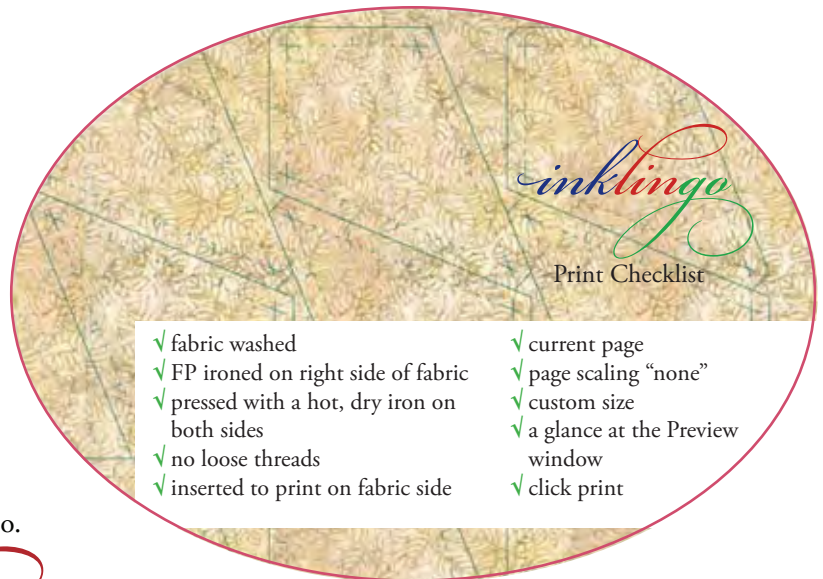 inklingo
Print Checklist
√ fabric washed
√ FP ironed on right side of fabric
√ pressed with a hot, dry iron on
both sides
√ no loose threads
√ inserted to print on fabric side
√ current page
√ page scaling “none”
√ custom size
√ a glance at the Preview
window
√ click print
o.